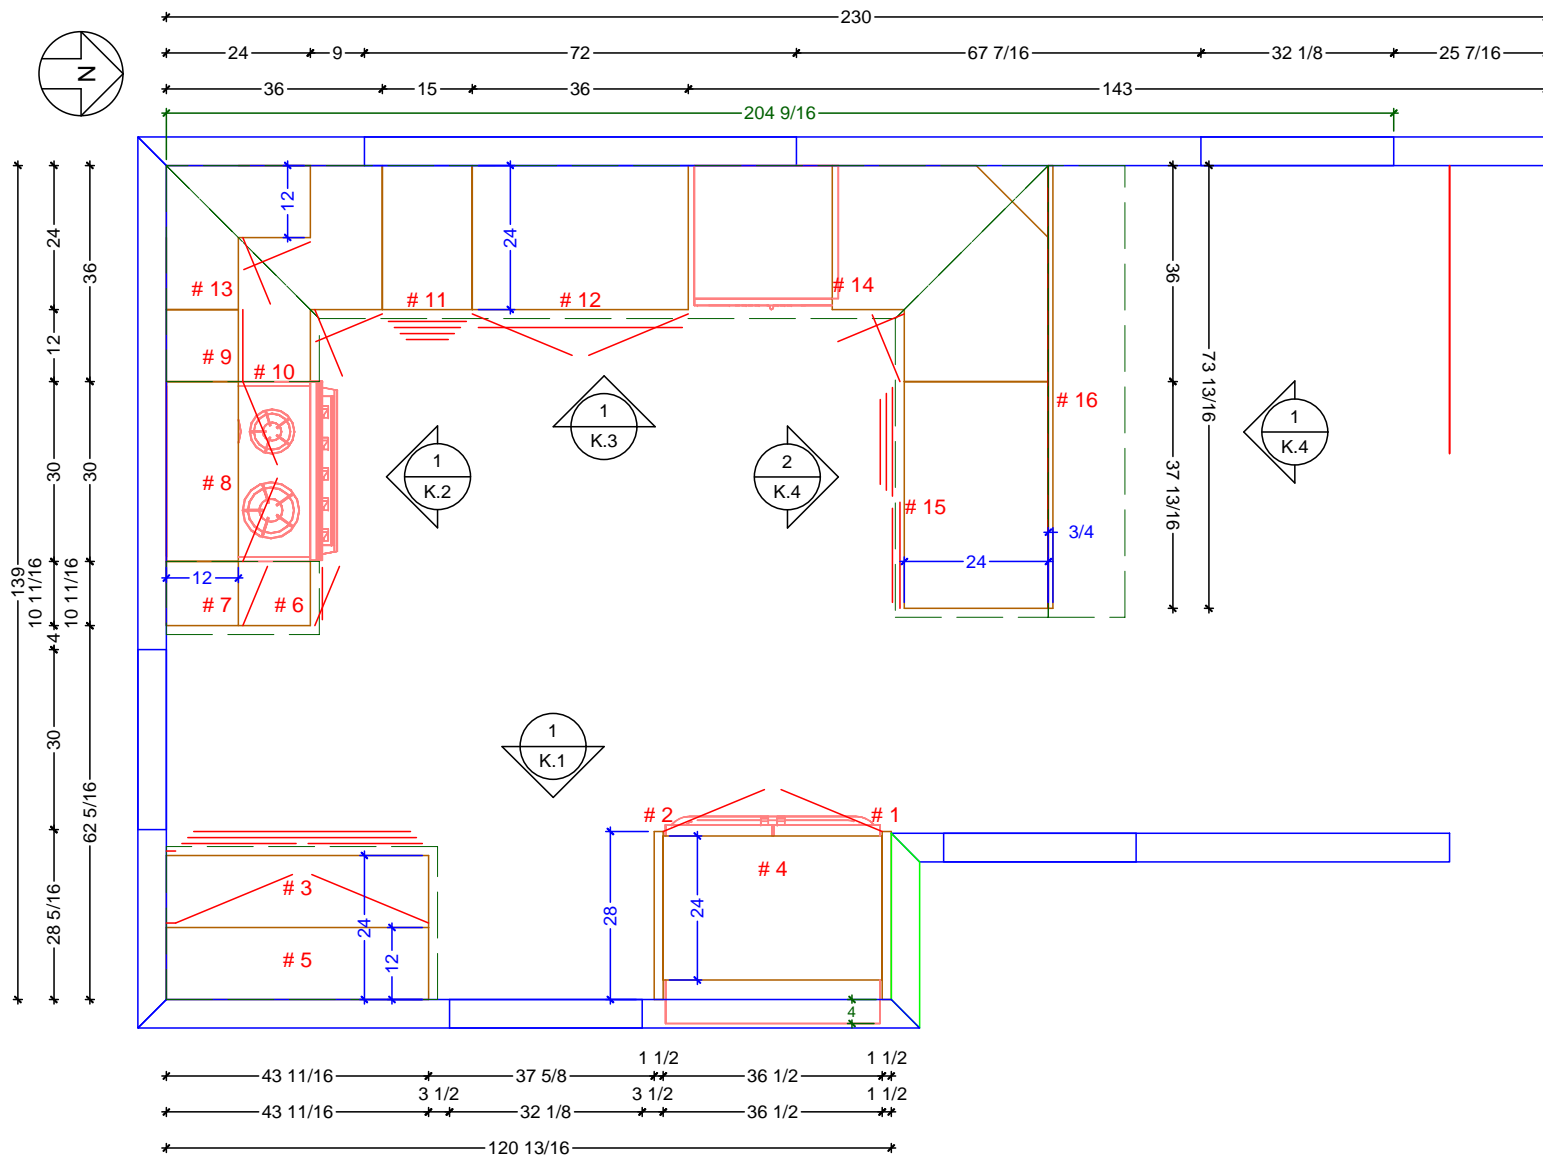 230
24 9 72 67 7/16 32 1/8 25 7/16
N
36 15 36 143
204 9/16
12
24
24
36
36
73 13/16
# 13 # 11 # 12 # 14
12
# 9
# 10
# 16
1
K.3
1
K.4
1
K.2
2
K.4
30
30
# 8
# 15
37 13/16
3/4
24
139
10 11/16
10 11/16
12
# 7 # 6
4
30
1
K.1
62 5/16
28 5/16
# 2 # 1
# 4
# 3
24
28
24
# 5
12
4
1 1/2 1 1/2
43 11/16 37 5/8 36 1/2
3 1/2 3 1/2 1 1/2
43 11/16 32 1/8 36 1/2
120 13/16